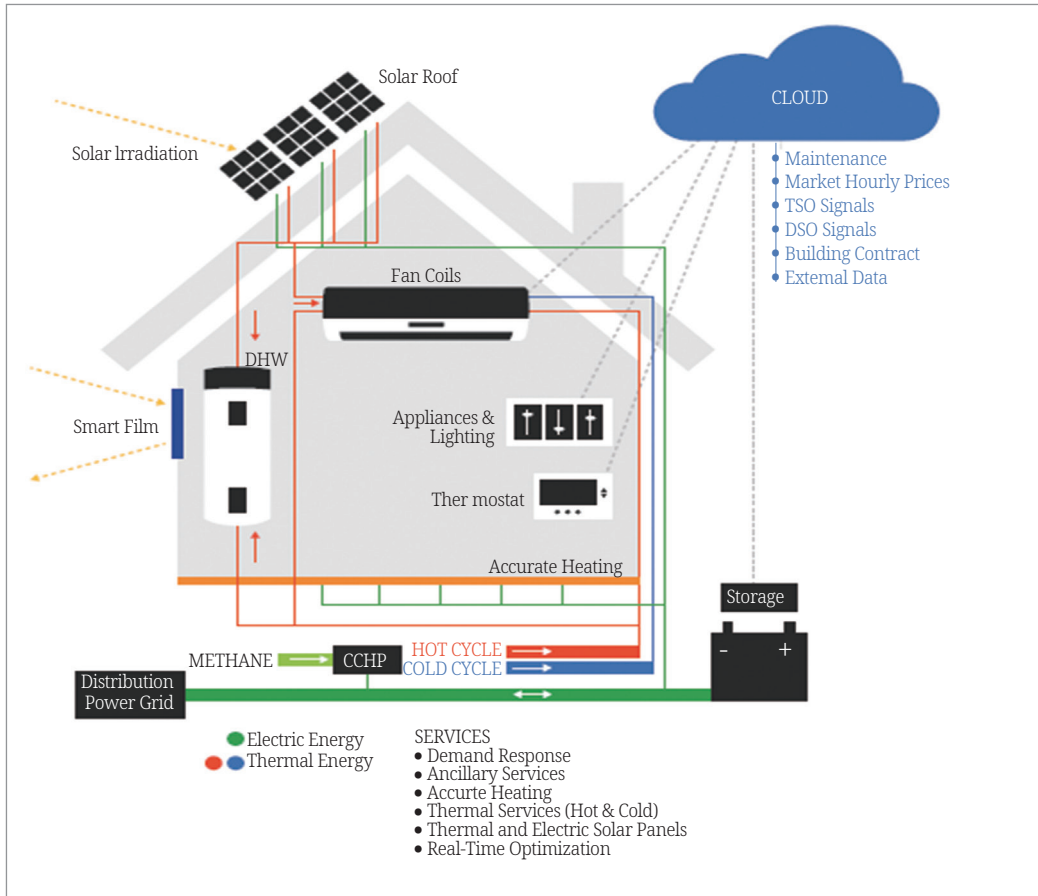 Solar Roof
CLOUD
Solar Irradiation
• Maintenance
• Market Hourly Prices
• TSO Signals
• DSO Signals
• Building Contract
• External Data
Fan Coils
DHW
Smart Film
Appliances &
Lighting
Ther mostat
Accurate Heating
Storage
- +
HOT CYCLE
METHANE
CCHP
COLD CYCLE
Distribution
Power Grid
Electric Energy
Thermal Energy
SERVICES
• Demand Response
• Ancillary Services
• Accurte Heating
• Thermal Services (Hot & Cold)
• Thermal and Electric Solar Panels
• Real-Time Optimization